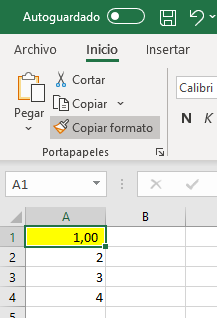 Autoguardado
Archivo Inicio Insertar
Cortar
Copiar
Copiar formato
Pegar
Portapapeles
Calibri
N K
A1
A B
1 1,00
2 2
3 3
4 4